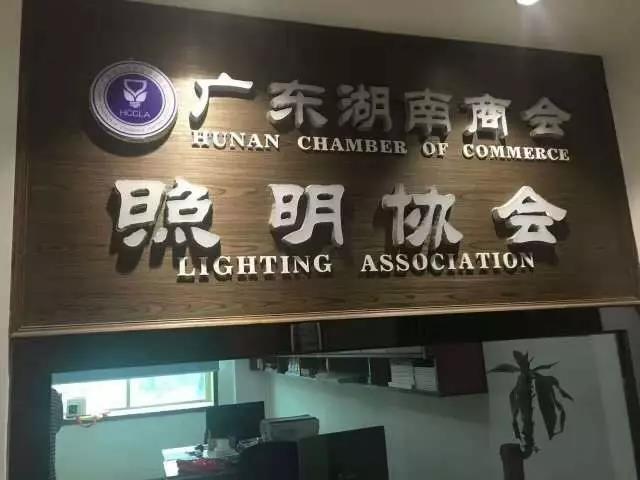 HCCLA
广东湖南商会
HUNAN CHAMBER OF COMMERCE
照明协会
LIGHTING ASSOCIATION